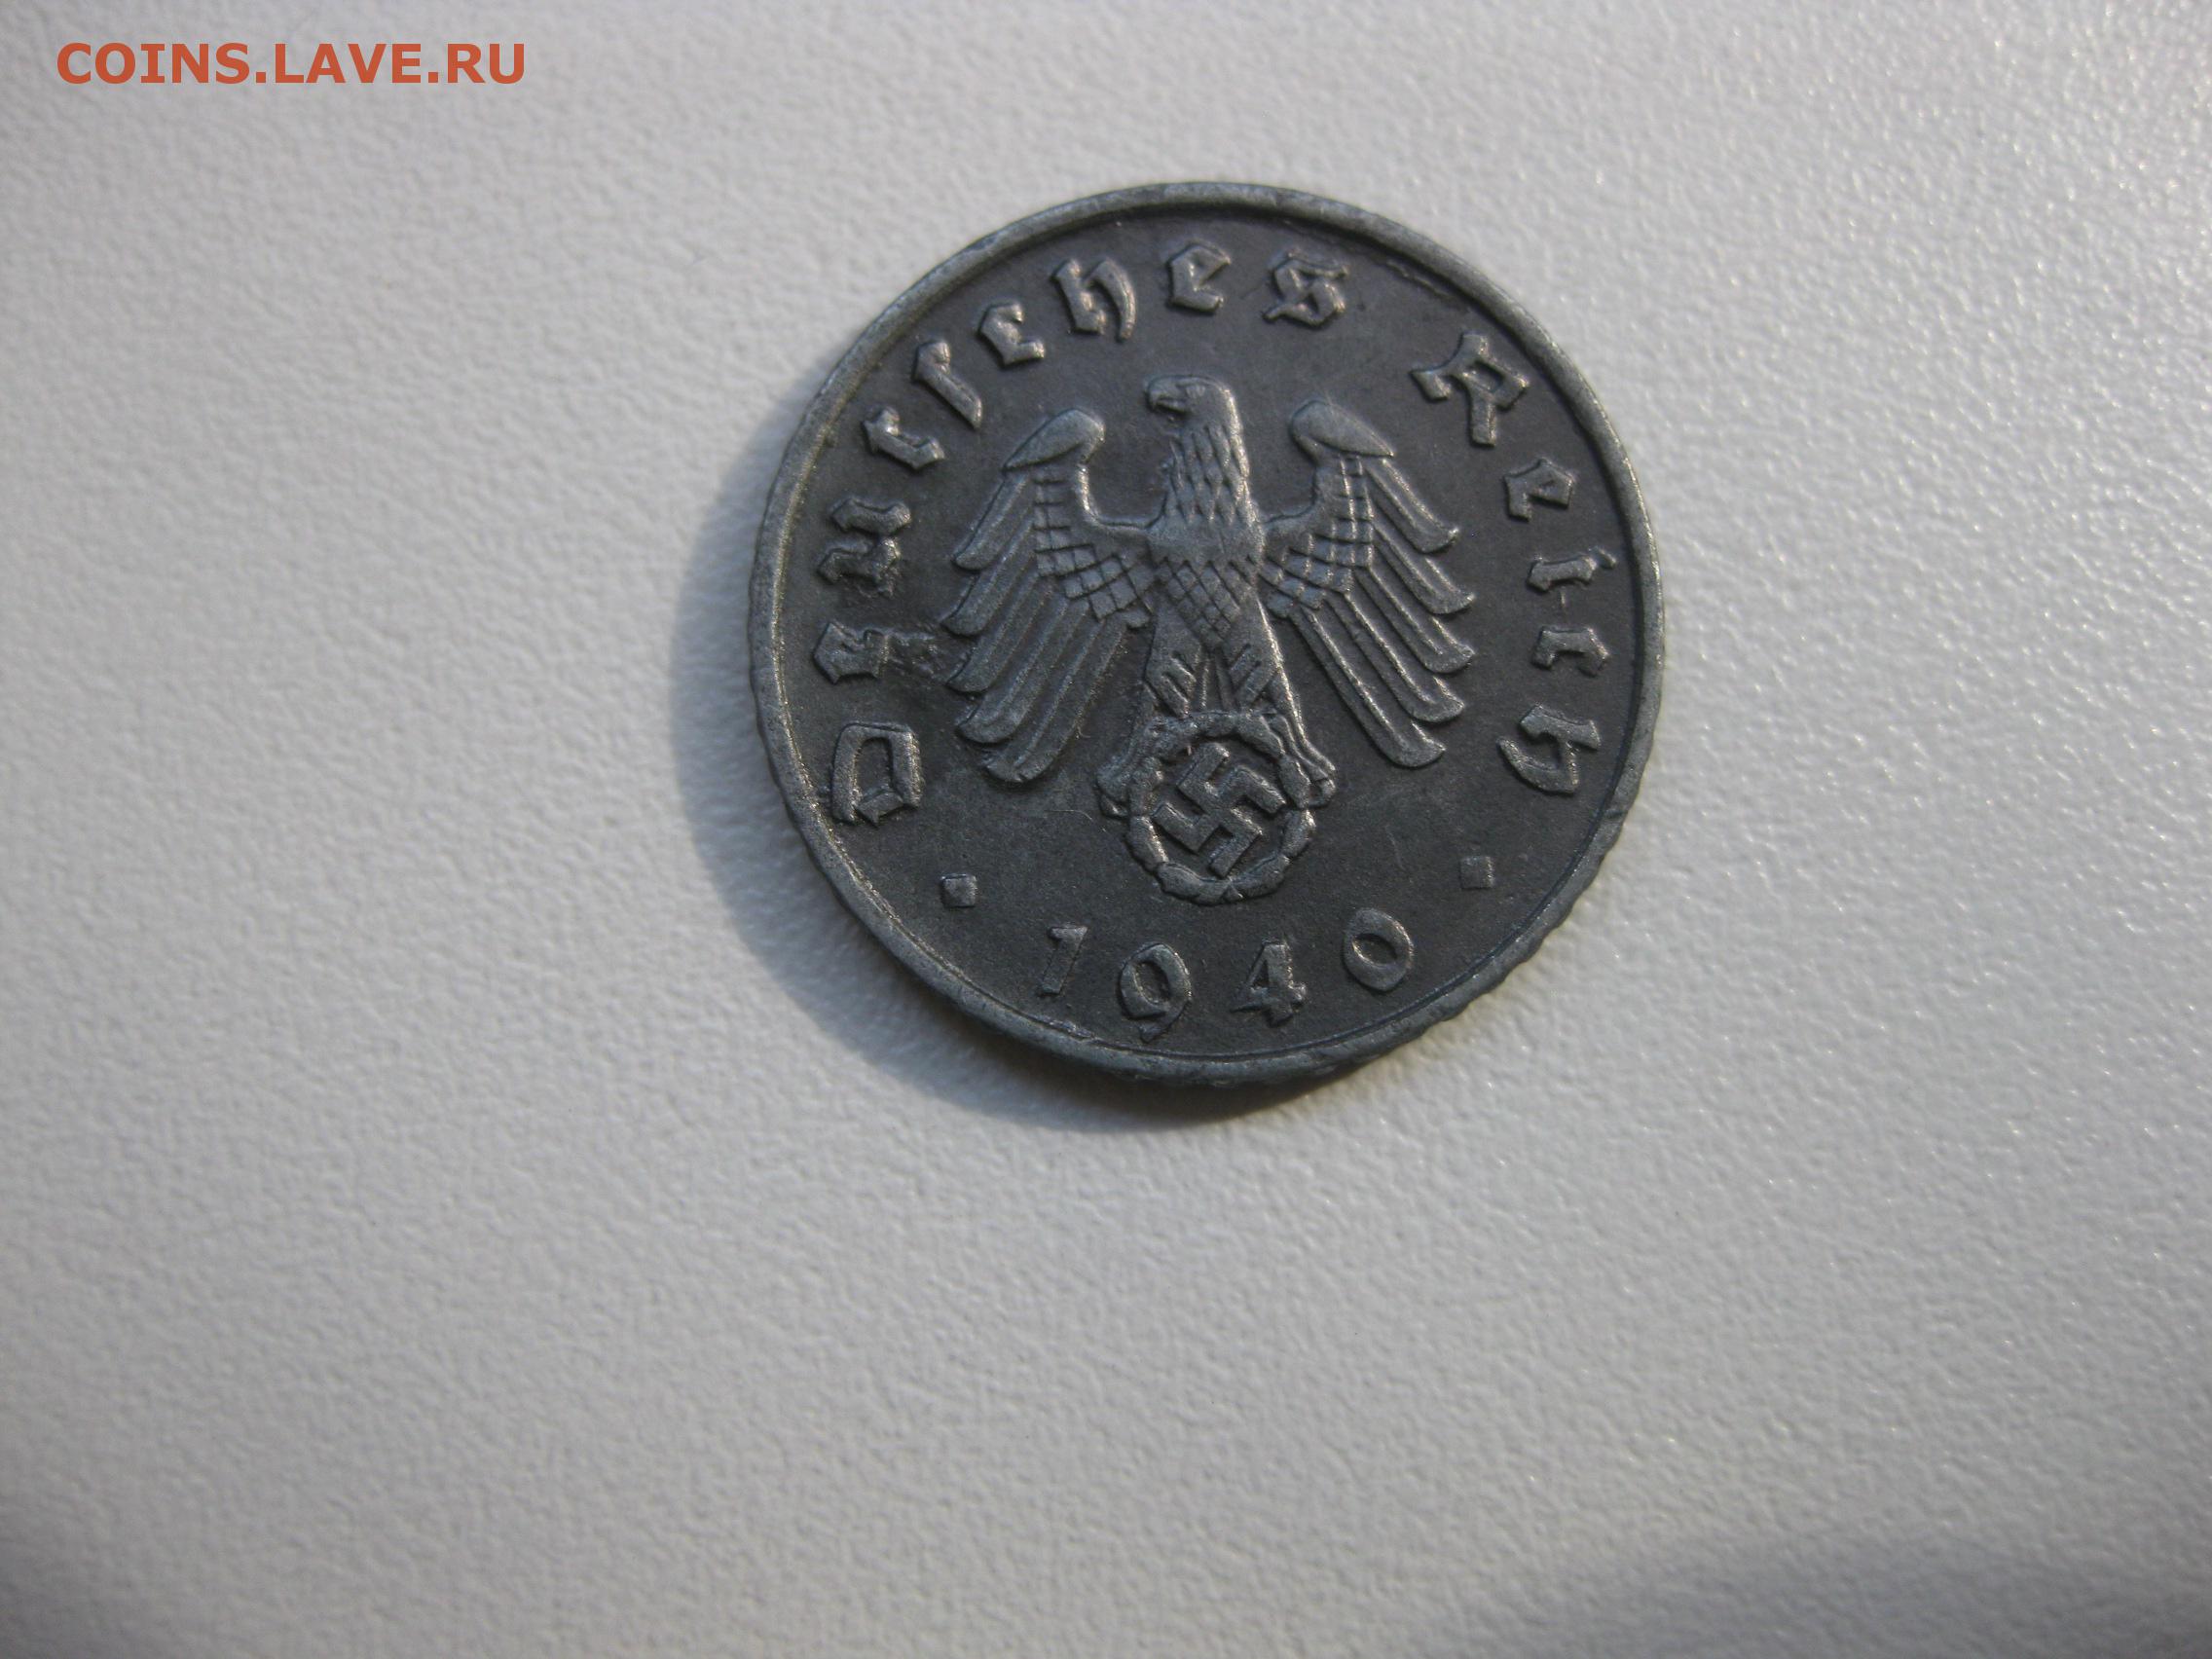 COINS.LAVE.RU
Deutsches Reich
· 1940 ·